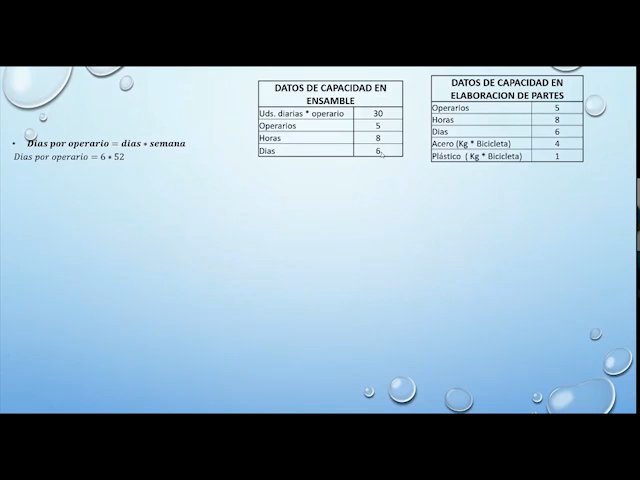 • Dias por operario = dias * semana
Dias por operario = 6 * 52
DATOS DE CAPACIDAD EN
ENSAMBLE
Uds. diarias * operario 30
Operarios 5
Horas 8
Dias 6
DATOS DE CAPACIDAD EN
ELABORACION DE PARTES
Operarios 5
Horas 8
Dias 6
Acero (Kg * Bicicleta) 4
Plástico ( Kg * Bicicleta) 1